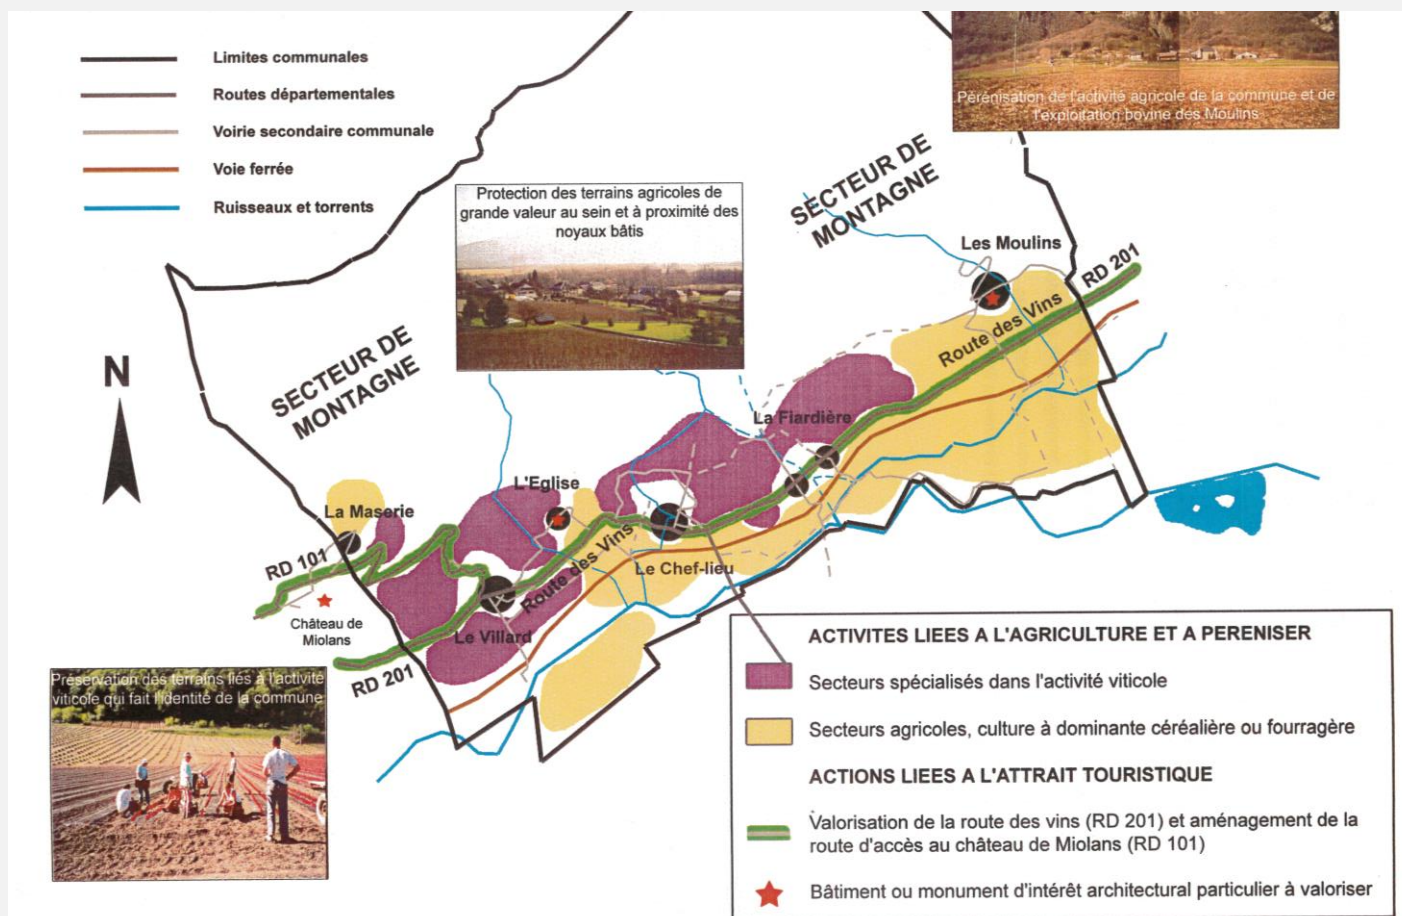 Limites communales
Routes départementales
Voirie secondaire communale
Voie ferrée
Ruisseaux et torrents
Pérénisation de l'activité agricole de la commune et de
l'exploitation bovine des Moulins
Protection des terrains agricoles de
grande valeur au sein et à proximité des
noyaux bâtis
SECTEUR DE
MONTAGNE
Les Moulins
RD 201
Route des Vins
N
SECTEUR DE
MONTAGNE
La Fiardière
L'Eglise
La Maserie
RD 101
Route des Vins
Le Chef-lieu
Château de
Miolans
Le Villard
RD 201
Préservation des terrains liés à l'activité
viticole qui fait l'identité de la commune
ACTIVITES LIEES A L'AGRICULTURE ET A PERENISER
Secteurs spécialisés dans l'activité viticole
Secteurs agricoles, culture à dominante céréalière ou fourragère
ACTIONS LIEES A L'ATTRAIT TOURISTIQUE
Valorisation de la route des vins (RD 201) et aménagement de la
route d'accès au château de Miolans (RD 101)
Bâtiment ou monument d'intérêt architectural particulier à valoriser